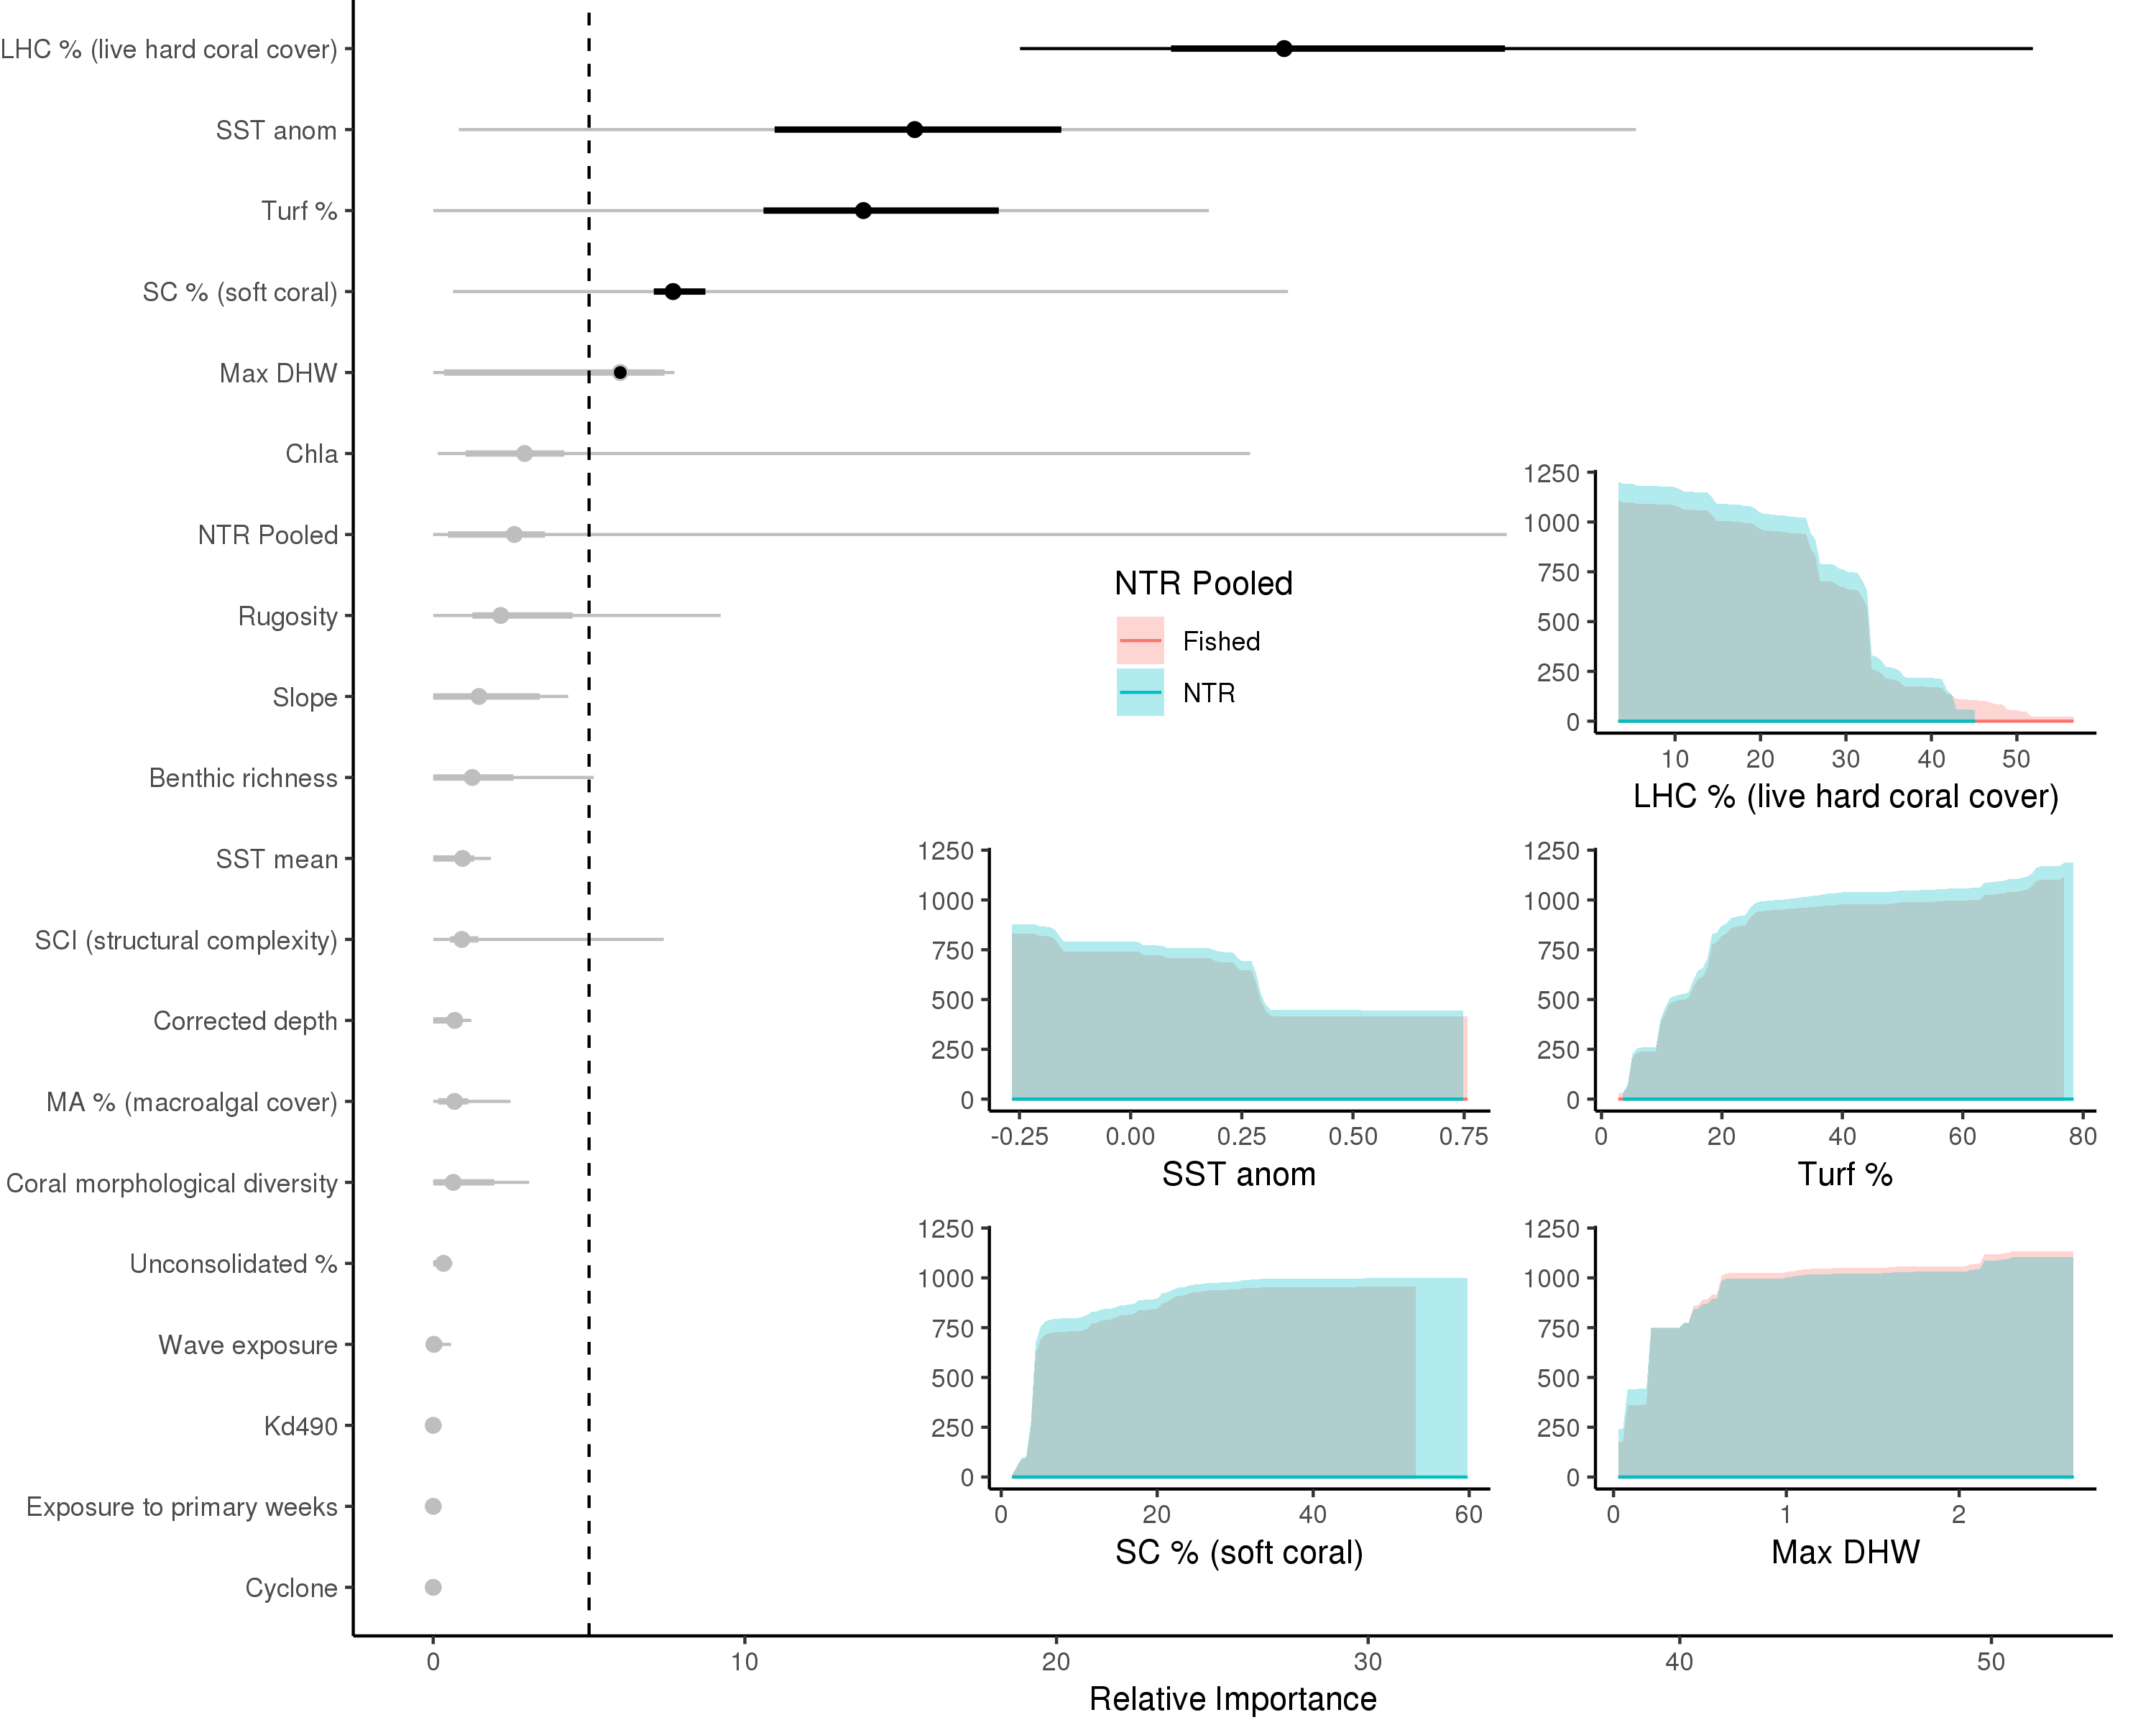 LHC % (live hard coral cover)
SST anom
Turf %
SC % (soft coral)
Max DHW
Chla
NTR Pooled
Rugosity
Slope
Benthic richness
SST mean
SCI (structural complexity)
Corrected depth
MA % (macroalgal cover)
Coral morphological diversity
Unconsolidated %
Wave exposure
Kd490
Exposure to primary weeks
Cyclone
0 10 20 30 40 50
Relative Importance
NTR Pooled
Fished
NTR
1250
1000
750
500
250
0
10 20 30 40 50
LHC % (live hard coral cover)
1250
1000
750
500
250
0
-0.25 0.00 0.25 0.50 0.75
SST anom
1250
1000
750
500
250
0
0 20 40 60 80
Turf %
1250
1000
750
500
250
0
0 20 40 60
SC % (soft coral)
1250
1000
750
500
250
0
0 1 2
Max DHW